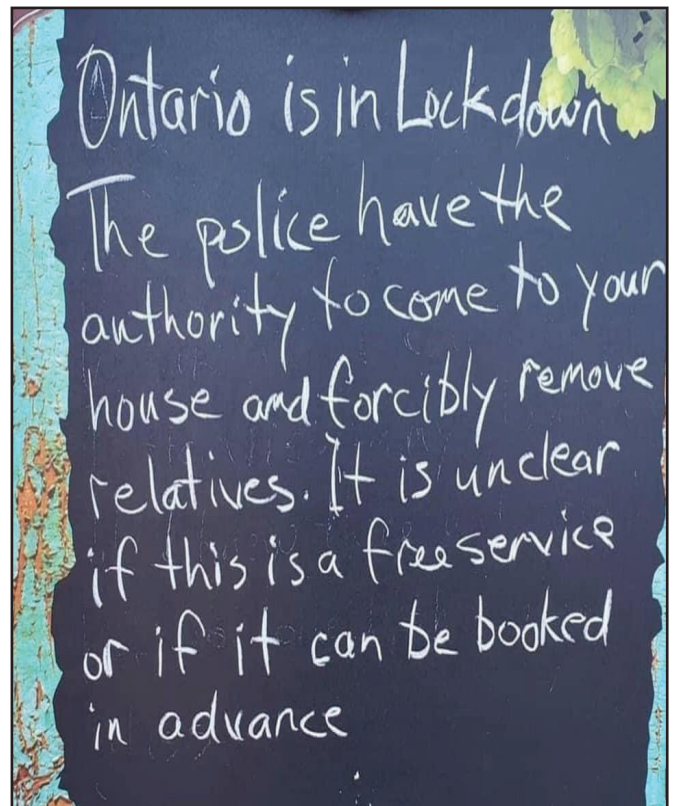 Ontario is in Lockdown
The police have the
authority to come to your
house and forcibly remove
relatives. It is unclear
if this is a free service
or if it can be booked
in advance